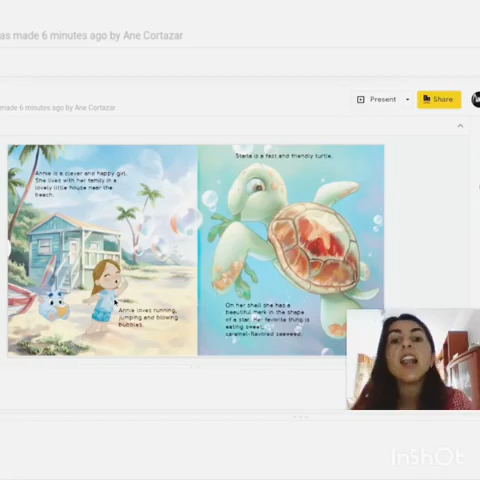 as made 6 minutes ago by Ane Cortazar
made 6 minutes ago by Ane Cortazar
Present
Share
Annie is a clever and happy girl.
She lives with her family in a
lovely little house near the
beach.
Annie loves running,
jumping and blowing
bubbles.
Starla is a fast and friendly turtle.
On her shell she has a
beautiful mark in the shape
of a star. Her favorite thing is
eating sweet,
caramel-flavored seaweed.
InShOt